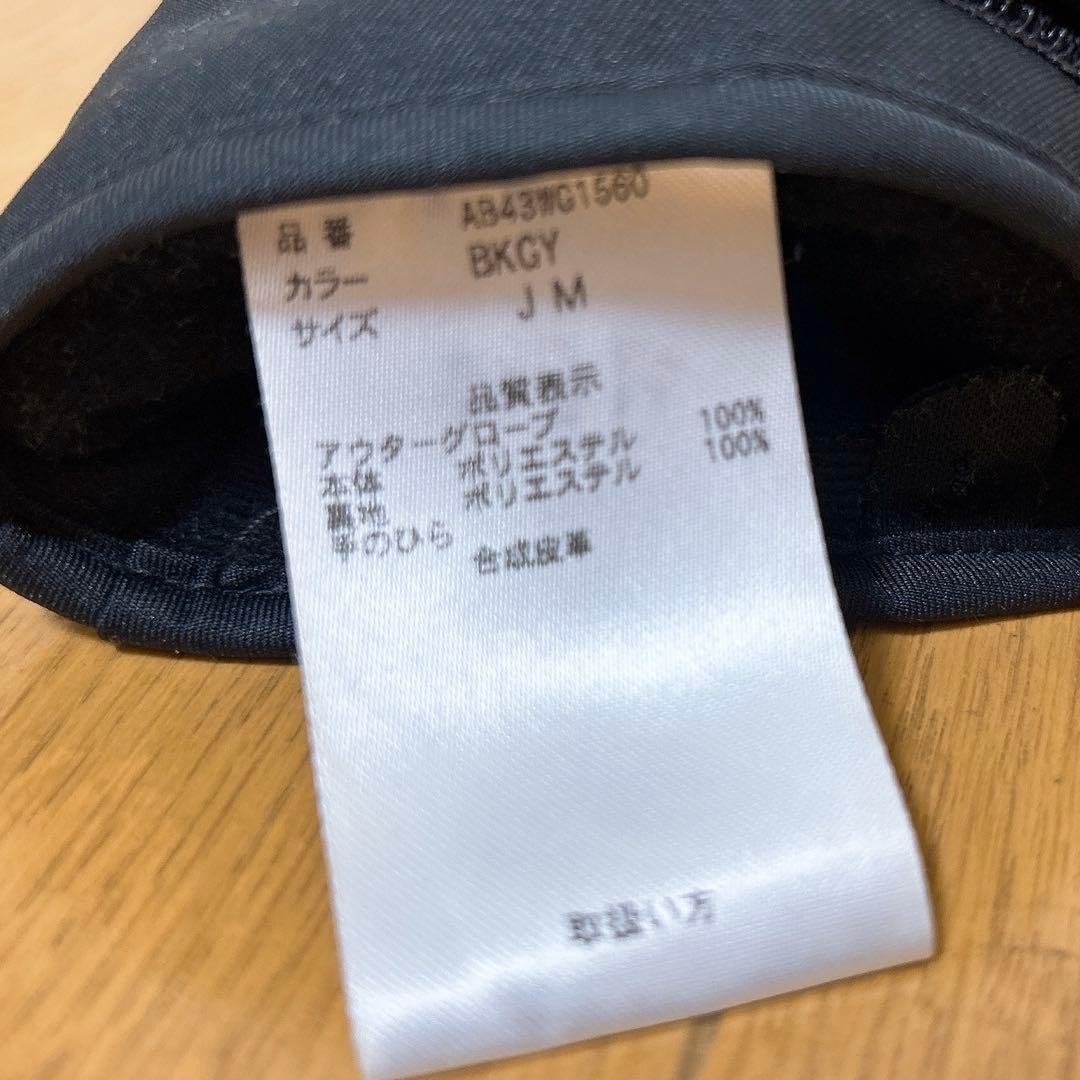 品番 AB43WG1560
カラー BKGY
サイズ J M
品質表示
アウターグローブ
本体 ポリエステル 100%
裏地 ポリエステル 100%
手のひら 合成皮革
取扱い方